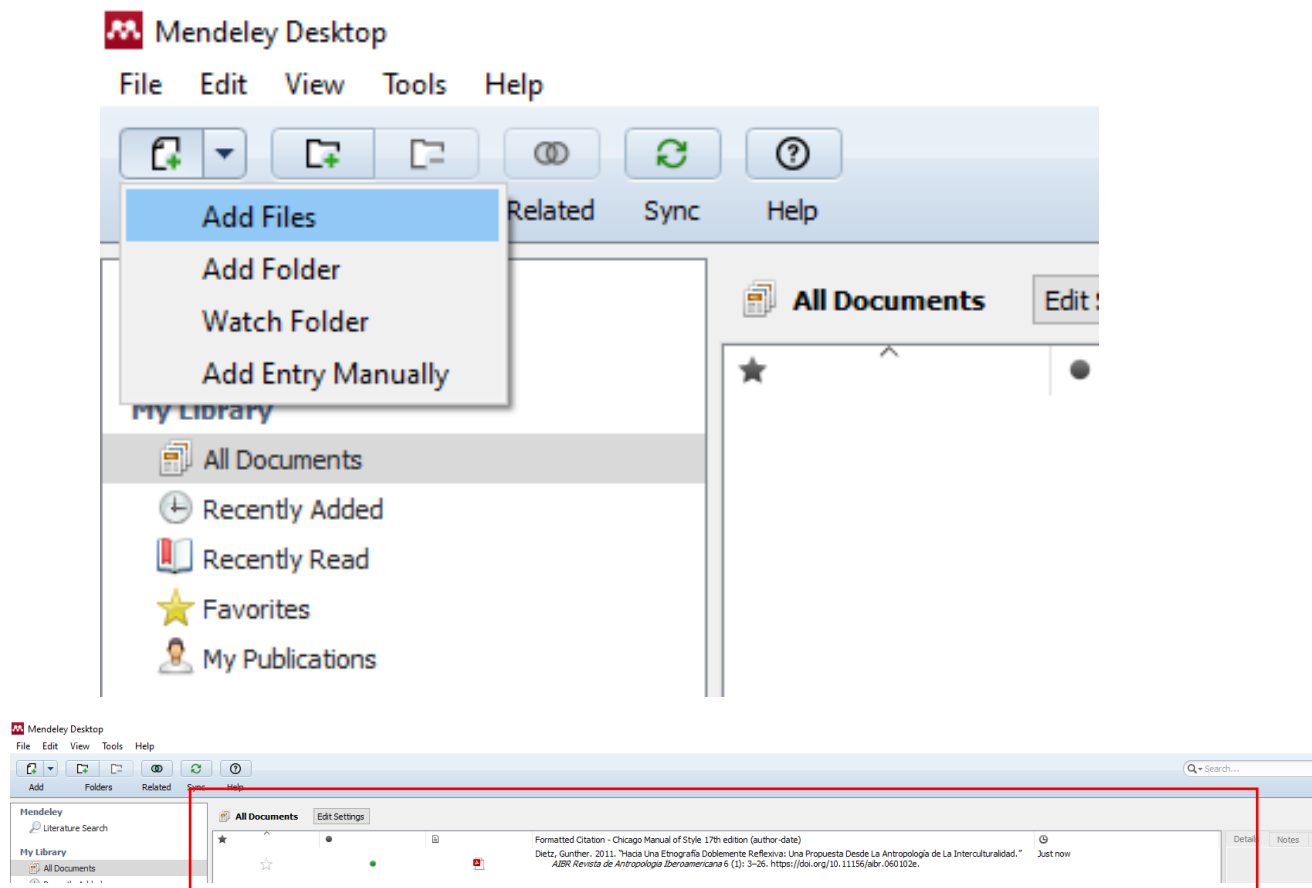 Mendeley Desktop
File Edit View Tools Help
Related Sync Help
Add Files
Add Folder
Watch Folder
Add Entry Manually
All Documents Edit
My Library
All Documents
Recently Added
Recently Read
Favorites
My Publications
Mendeley Desktop
File Edit View Tools Help
Search...
Add Folders Related Sync Help
Mendeley
Literature Search
My Library
All Documents
All Documents Edit Settings
Formatted Citation - Chicago Manual of Style 17th edition (author-date)
Dietz, Gunther. 2011. "Hacia Una Etnografía Doblemente Reflexiva: Una Propuesta Desde La Antropología de La Interculturalidad." Just now
AIBR Revista de Antropologia Iberoamericana 6 (1): 3–26. https://doi.org/10.11156/aibr.060102e.
Details Notes